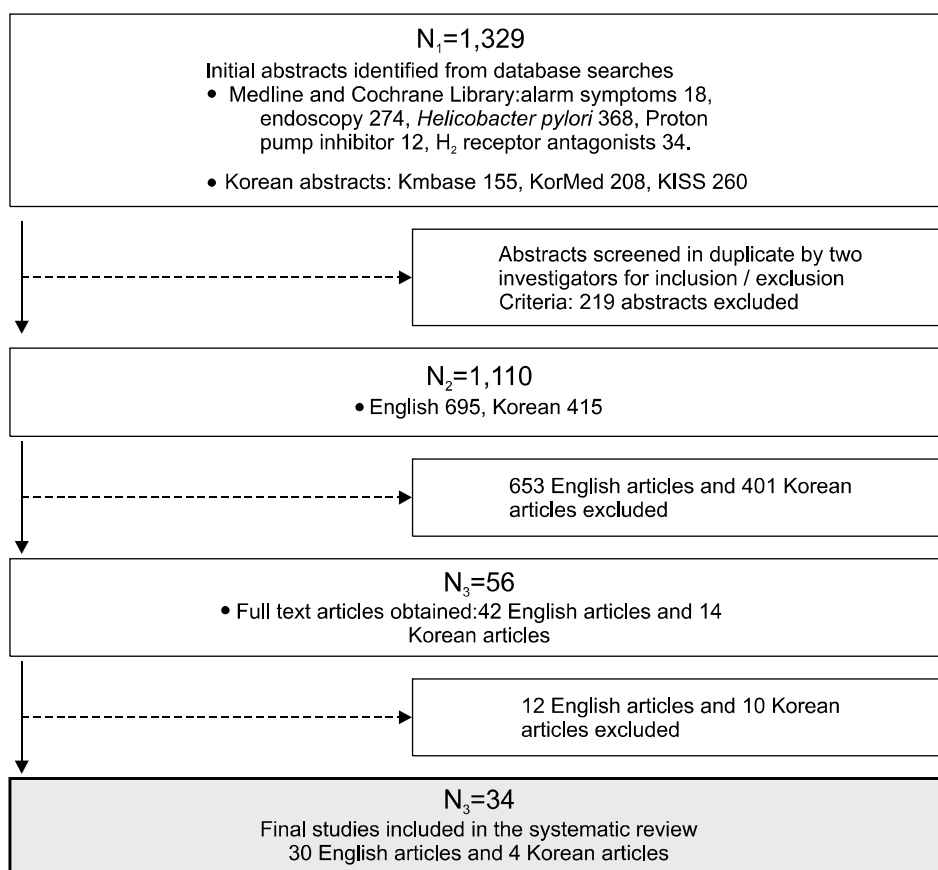 N₁=1,329
Initial abstracts identified from database searches
• Medline and Cochrane Library:alarm symptoms 18,
endoscopy 274, Helicobacter pylori 368, Proton
pump inhibitor 12, H₂ receptor antagonists 34.
• Korean abstracts: Kmbase 155, KorMed 208, KISS 260
Abstracts screened in duplicate by two
investigators for inclusion / exclusion
Criteria: 219 abstracts excluded
N₂=1,110
• English 695, Korean 415
653 English articles and 401 Korean
articles excluded
N₃=56
• Full text articles obtained:42 English articles and 14
Korean articles
12 English articles and 10 Korean
articles excluded
N₃=34
Final studies included in the systematic review
30 English articles and 4 Korean articles